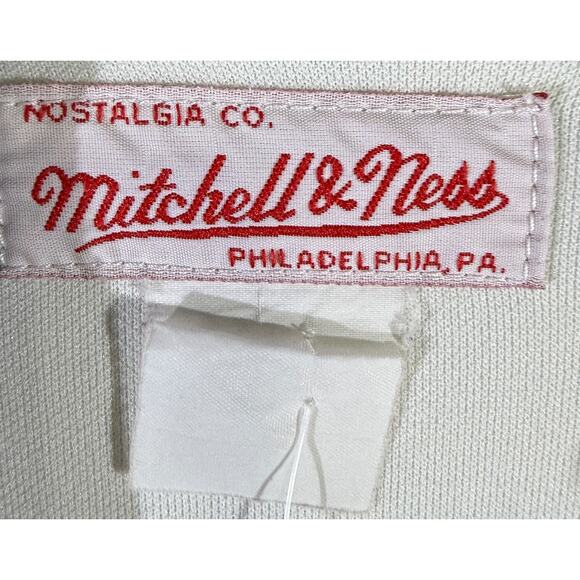 NOSTALGIA CO.
Mitchell & Ness
PHILADELPHIA, PA.